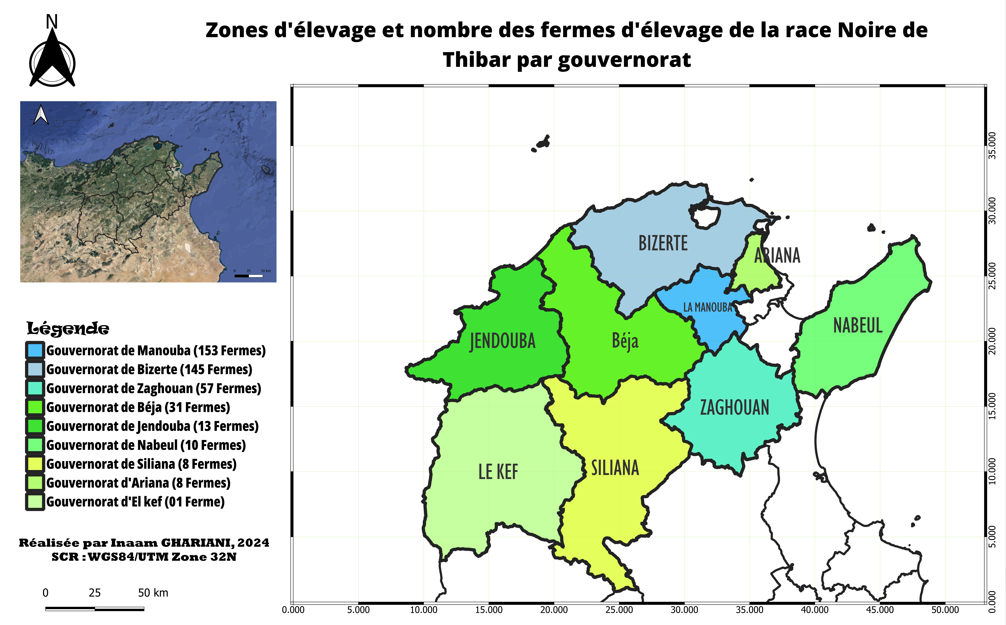 N
Zones d'élevage et nombre des fermes d'élevage de la race Noire de
Thibar par gouvernorat
Légende
Gouvernorat de Manouba (153 Fermes)
Gouvernorat de Bizerte (145 Fermes)
Gouvernorat de Zaghouan (57 Fermes)
Gouvernorat de Béja (31 Fermes)
Gouvernorat de Jendouba (13 Fermes)
Gouvernorat de Nabeul (10 Fermes)
Gouvernorat de Siliana (8 Fermes)
Gouvernorat d'Ariana (8 Fermes)
Gouvernorat d'El kef (01 Ferme)
Réalisée par Inaam GHARIANI, 2024
SCR : WGS84/UTM Zone 32N
0 25 50 km
BIZERTE
ARIANA
LA MANOUBA
NABEUL
JENDOUBA
Béja
ZAGHOUAN
LE KEF
SILIANA
35.000
30.000
25.000
20.000
15.000
10.000
5.000
0.000
0.000 5.000 10.000 15.000 20.000 25.000 30.000 35.000 40.000 45.000 50.000